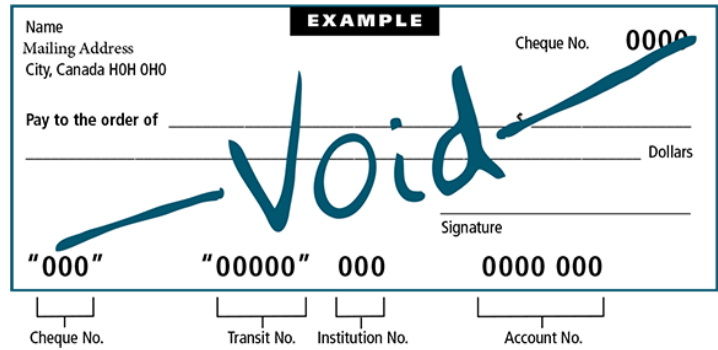 EXAMPLE
Name
Mailing Address
City, Canada H0H 0H0
Cheque No. 0000
Pay to the order of $
Dollars
Void
Signature
"000" "00000" 000 0000 000
Cheque No. Transit No. Institution No. Account No.